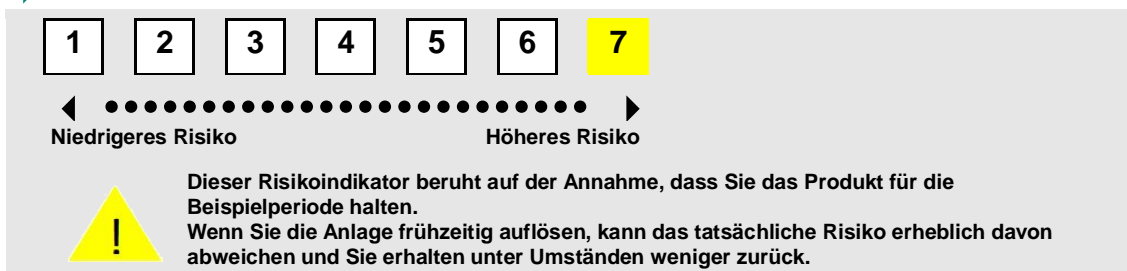 1 2 3 4 5 6 7
Niedrigeres Risiko Höheres Risiko
Dieser Risikoindikator beruht auf der Annahme, dass Sie das Produkt für die
Beispielperiode halten.
! Wenn Sie die Anlage frühzeitig auflösen, kann das tatsächliche Risiko erheblich davon
abweichen und Sie erhalten unter Umständen weniger zurück.